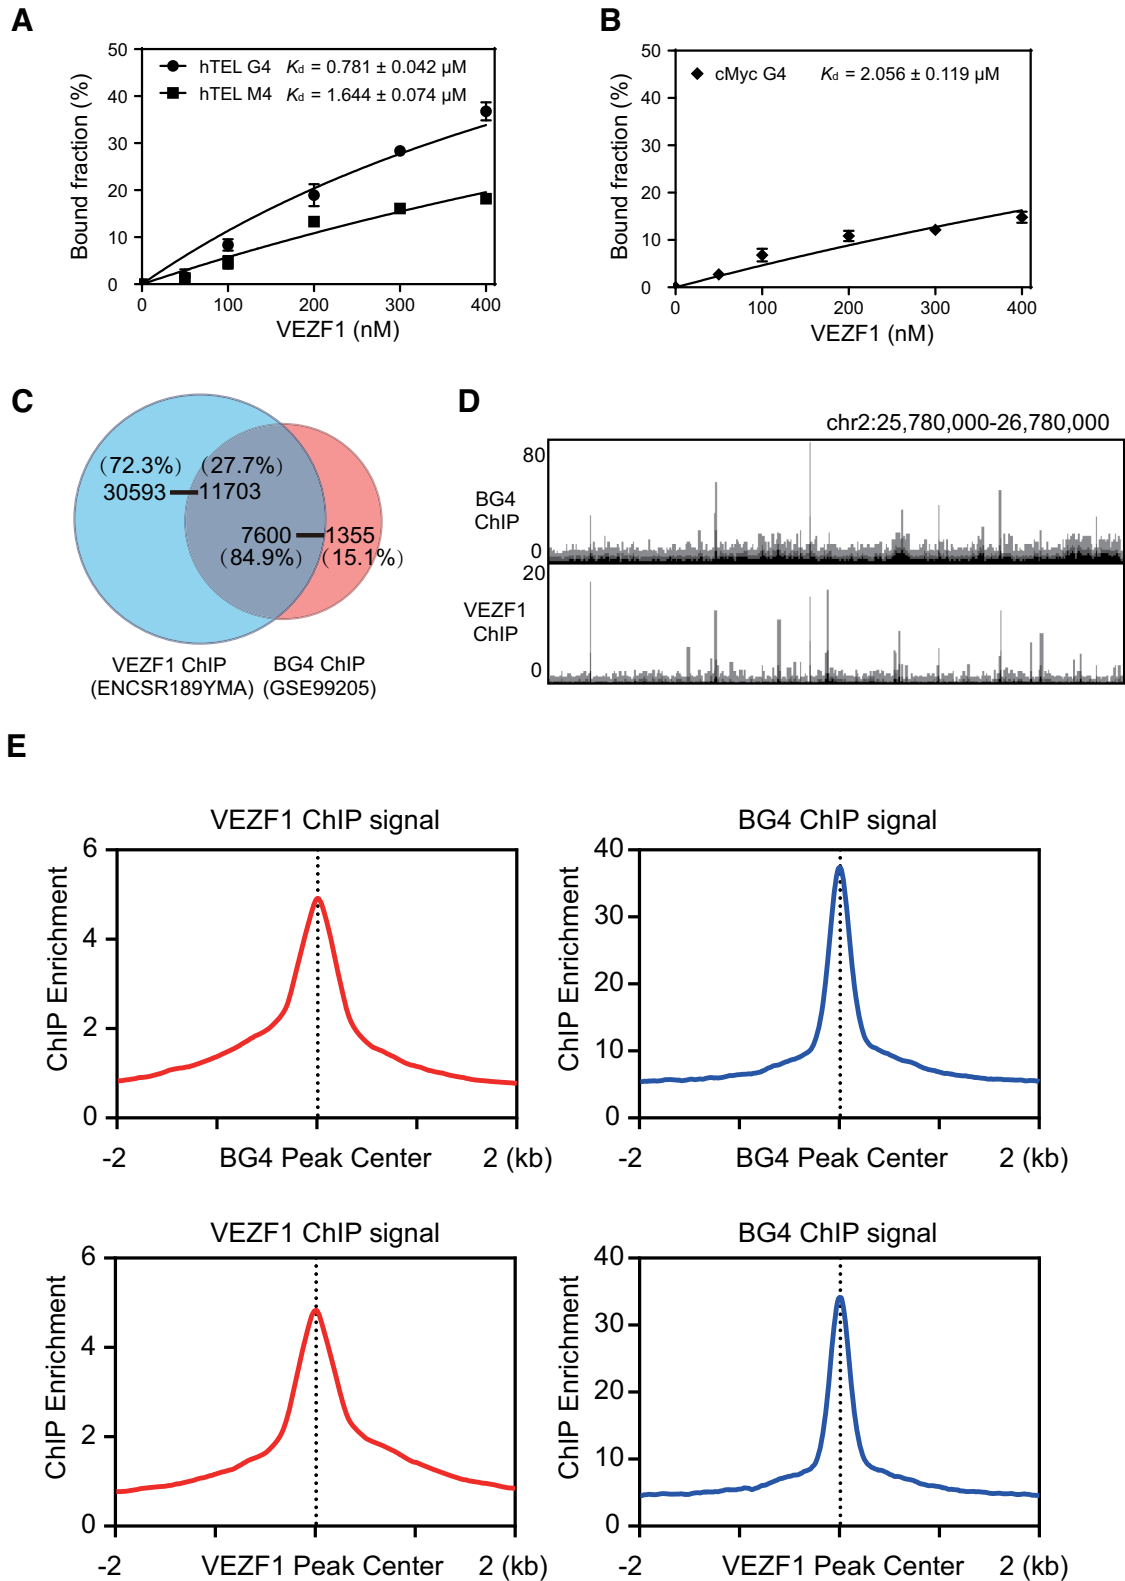 A
50
40
30
20
10
0
Bound fraction (%)
hTEL G4 Kd = 0.781 ± 0.042 µM
hTEL M4 Kd = 1.644 ± 0.074 µM
0 100 200 300 400
VEZF1 (nM)
B
50
40
30
20
10
0
Bound fraction (%)
cMyc G4 Kd = 2.056 ± 0.119 µM
0 100 200 300 400
VEZF1 (nM)
C
(72.3%) (27.7%)
30593 11703
7600 1355
(84.9%) (15.1%)
VEZF1 ChIP BG4 ChIP
(ENCSR189YMA) (GSE99205)
D
chr2:25,780,000-26,780,000
80
BG4
ChIP
0
20
VEZF1
ChIP
0
E
VEZF1 ChIP signal
6
4
2
0
ChIP Enrichment
-2 BG4 Peak Center 2 (kb)
BG4 ChIP signal
40
30
20
10
0
ChIP Enrichment
-2 BG4 Peak Center 2 (kb)
VEZF1 ChIP signal
6
4
2
0
ChIP Enrichment
-2 VEZF1 Peak Center 2 (kb)
BG4 ChIP signal
40
30
20
10
0
ChIP Enrichment
-2 VEZF1 Peak Center 2 (kb)